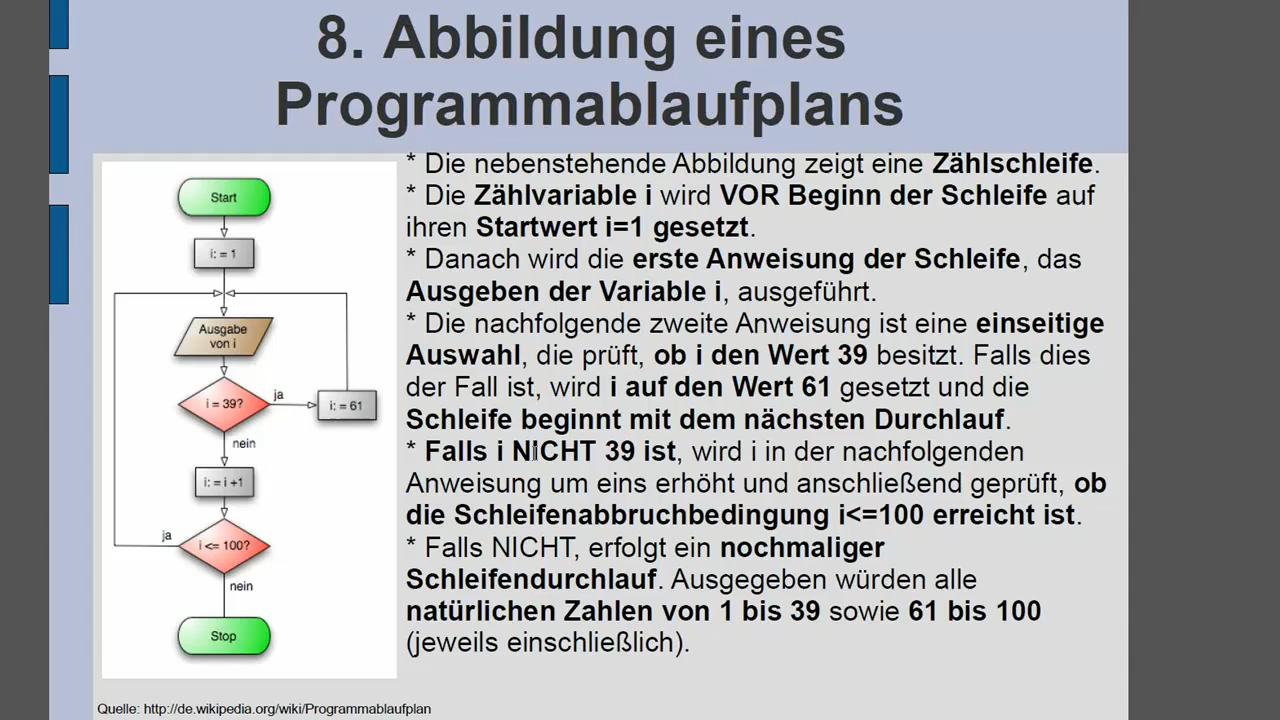 8. Abbildung eines
Programmablaufplans
Start
i: = 1
Ausgabe
von i
i = 39?
ja
i: = 61
nein
i: = i +1
i <= 100?
ja
nein
Stop
* Die nebenstehende Abbildung zeigt eine Zählschleife.
* Die Zählvariable i wird VOR Beginn der Schleife auf
ihren Startwert i=1 gesetzt.
* Danach wird die erste Anweisung der Schleife, das
Ausgeben der Variable i, ausgeführt.
* Die nachfolgende zweite Anweisung ist eine einseitige
Auswahl, die prüft, ob i den Wert 39 besitzt. Falls dies
der Fall ist, wird i auf den Wert 61 gesetzt und die
Schleife beginnt mit dem nächsten Durchlauf.
* Falls i NICHT 39 ist, wird i in der nachfolgenden
Anweisung um eins erhöht und anschließend geprüft, ob
die Schleifenabbruchbedingung i<=100 erreicht ist.
* Falls NICHT, erfolgt ein nochmaliger
Schleifendurchlauf. Ausgegeben würden alle
natürlichen Zahlen von 1 bis 39 sowie 61 bis 100
(jeweils einschließlich).
Quelle: http://de.wikipedia.org/wiki/Programmablaufplan